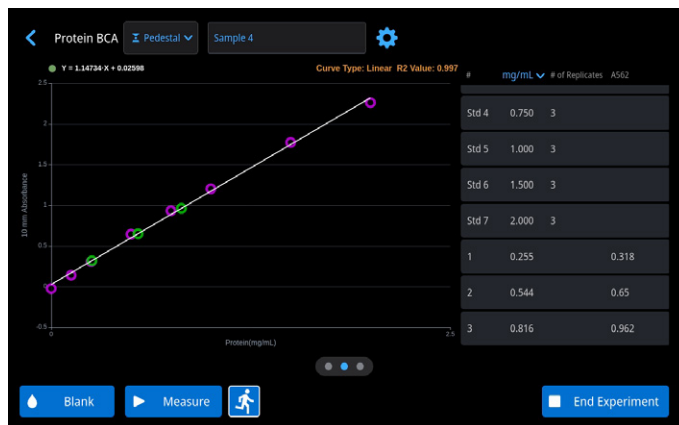 Protein BCA Pedestal Sample 4
Y = 1.14734·X + 0.02598 Curve Type: Linear R2 Value: 0.997
# mg/mL # of Replicates A562
2.5
2
1.5
1
0.5
0
-0.5
10 mm Absorbance
0 2.5
Protein(mg/mL)
Std 4 0.750 3
Std 5 1.000 3
Std 6 1.500 3
Std 7 2.000 3
1 0.255 0.318
2 0.544 0.65
3 0.816 0.962
Blank Measure End Experiment